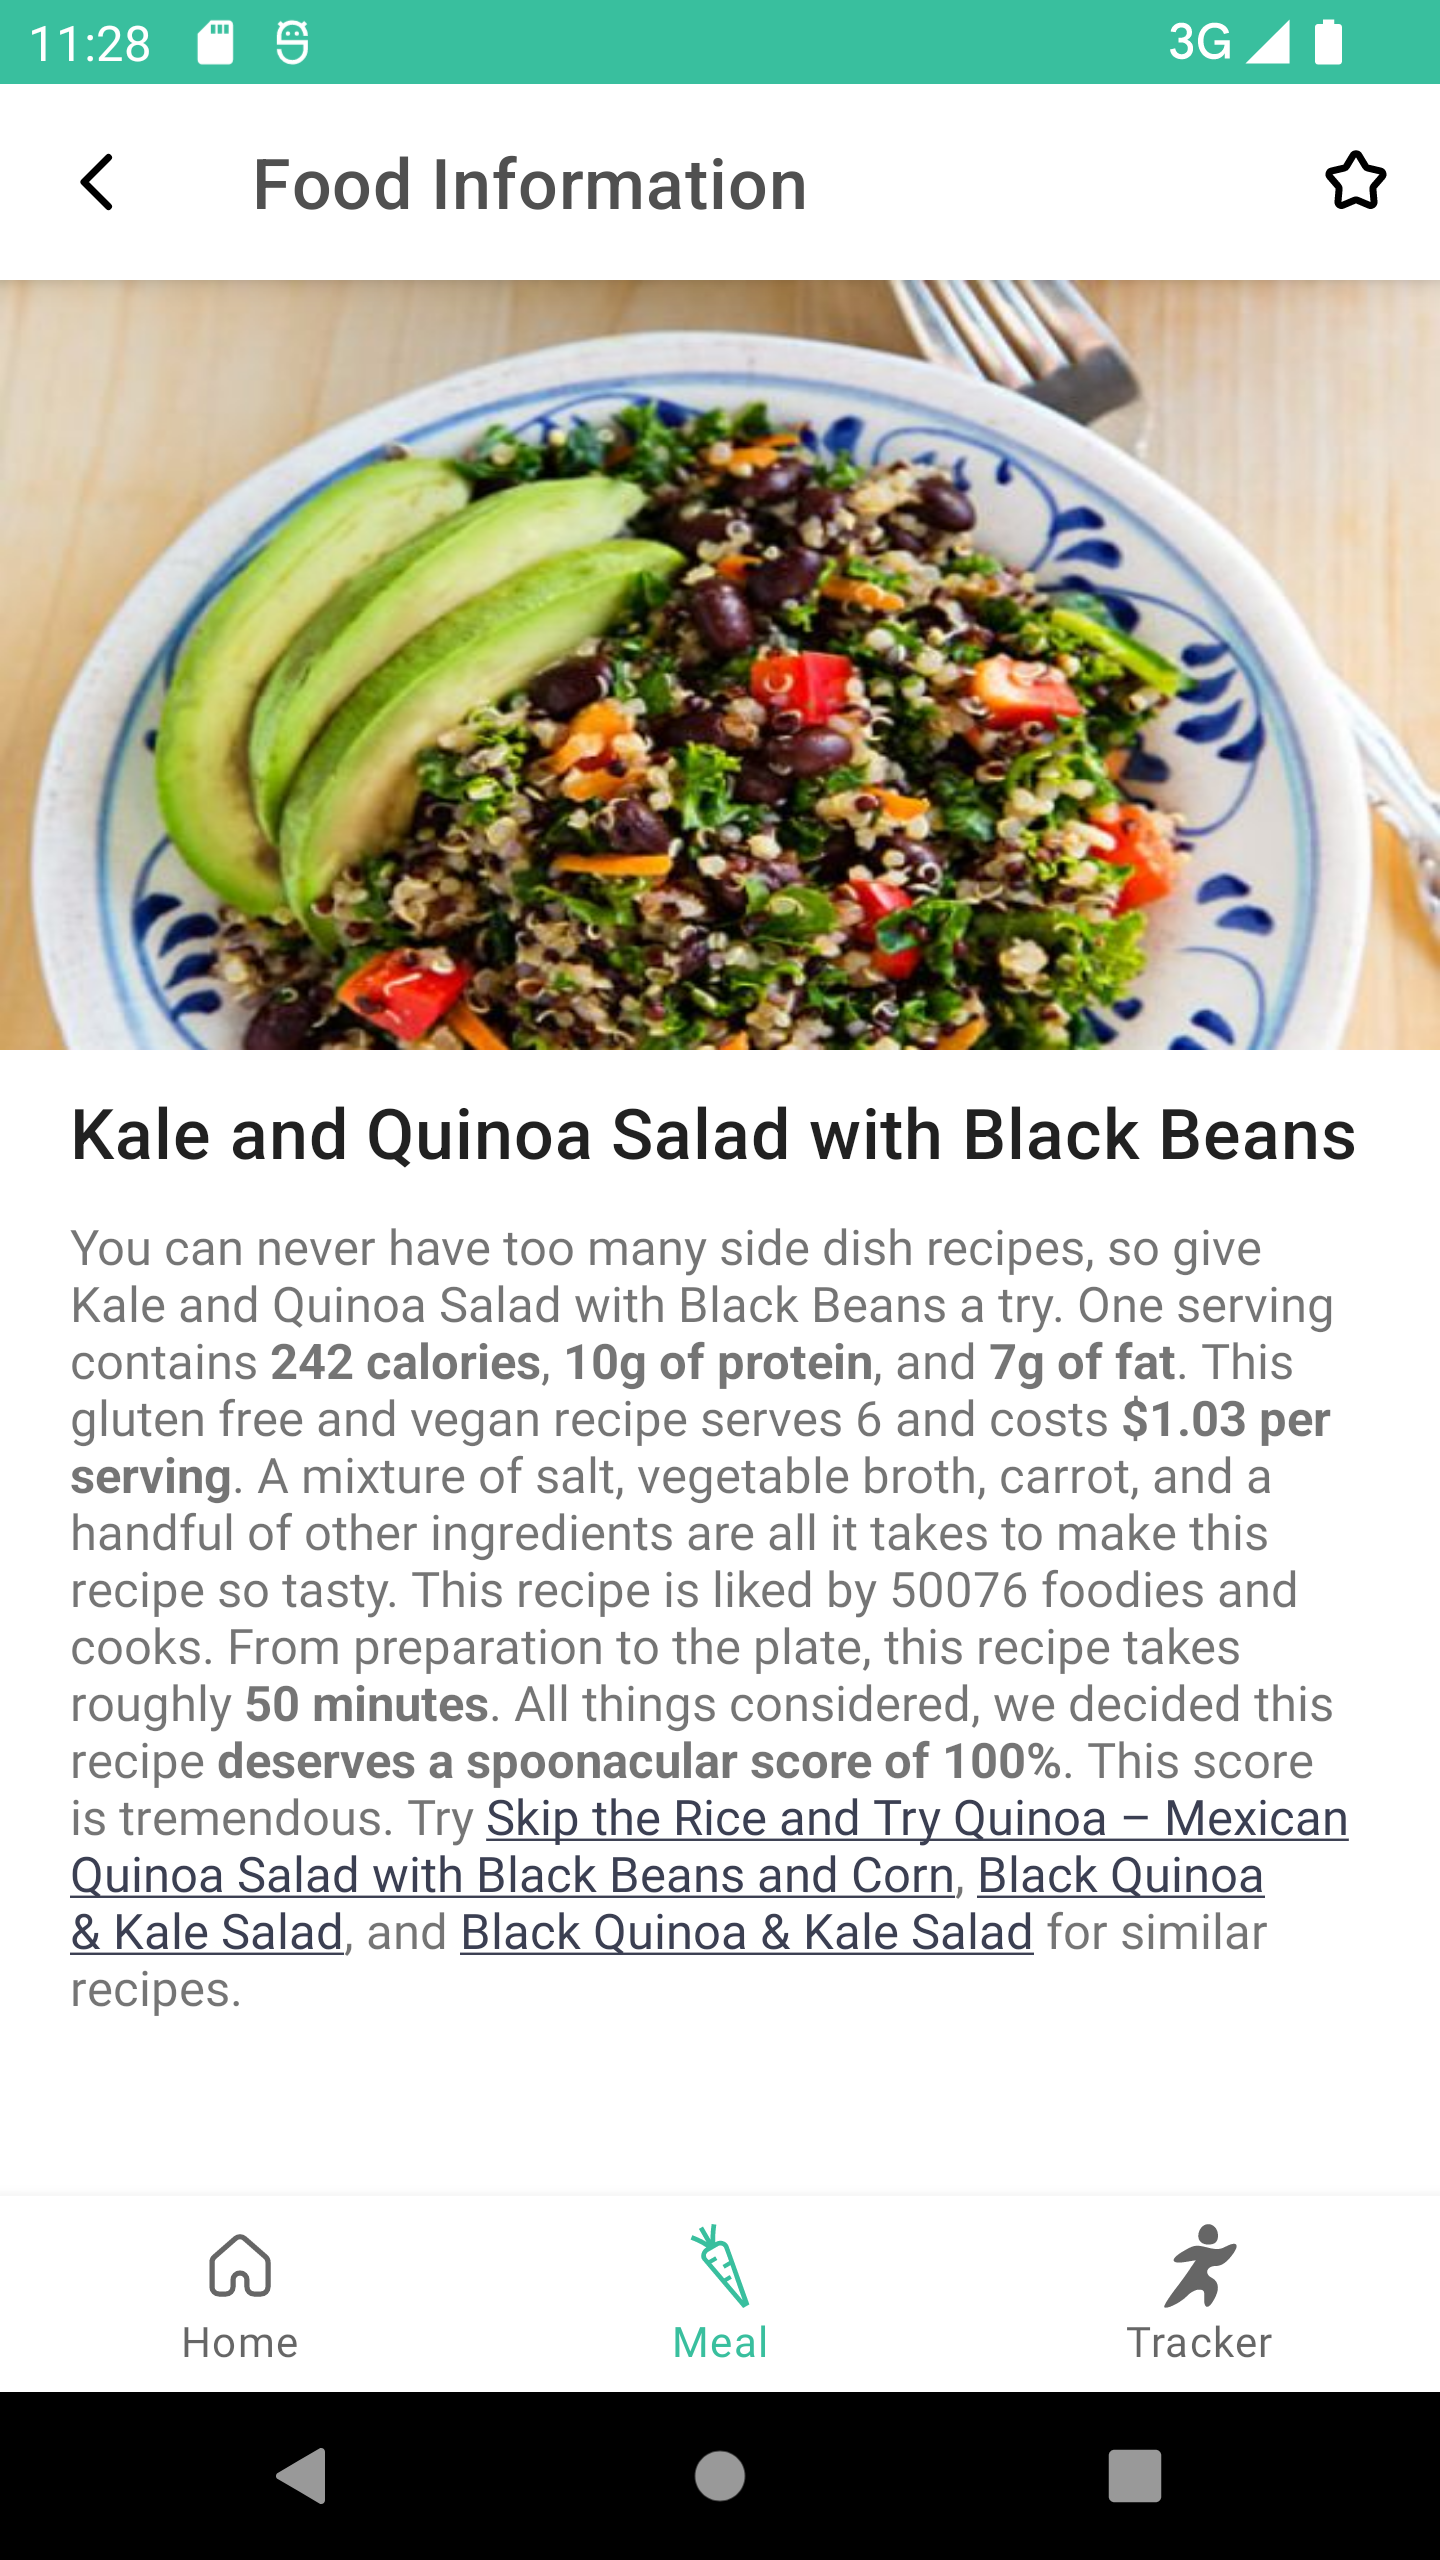 11:28
3G
Food Information
Kale and Quinoa Salad with Black Beans
You can never have too many side dish recipes, so give
Kale and Quinoa Salad with Black Beans a try. One serving
contains 242 calories, 10g of protein, and 7g of fat. This
gluten free and vegan recipe serves 6 and costs $1.03 per
serving. A mixture of salt, vegetable broth, carrot, and a
handful of other ingredients are all it takes to make this
recipe so tasty. This recipe is liked by 50076 foodies and
cooks. From preparation to the plate, this recipe takes
roughly 50 minutes. All things considered, we decided this
recipe deserves a spoonacular score of 100%. This score
is tremendous. Try Skip the Rice and Try Quinoa – Mexican
Quinoa Salad with Black Beans and Corn, Black Quinoa
& Kale Salad, and Black Quinoa & Kale Salad for similar
recipes.
Home
Meal
Tracker